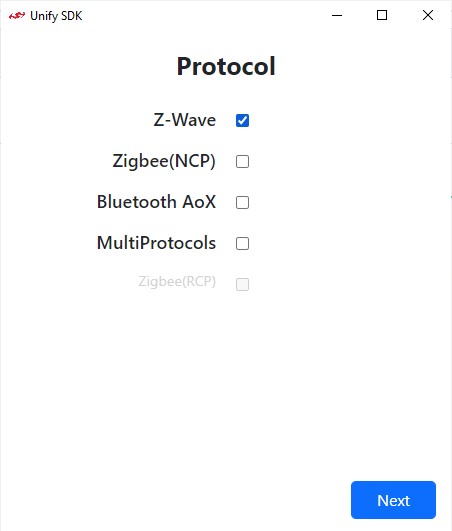 Unify SDK
Protocol
Z-Wave
Zigbee(NCP)
Bluetooth AoX
MultiProtocols
Zigbee(RCP)
Next